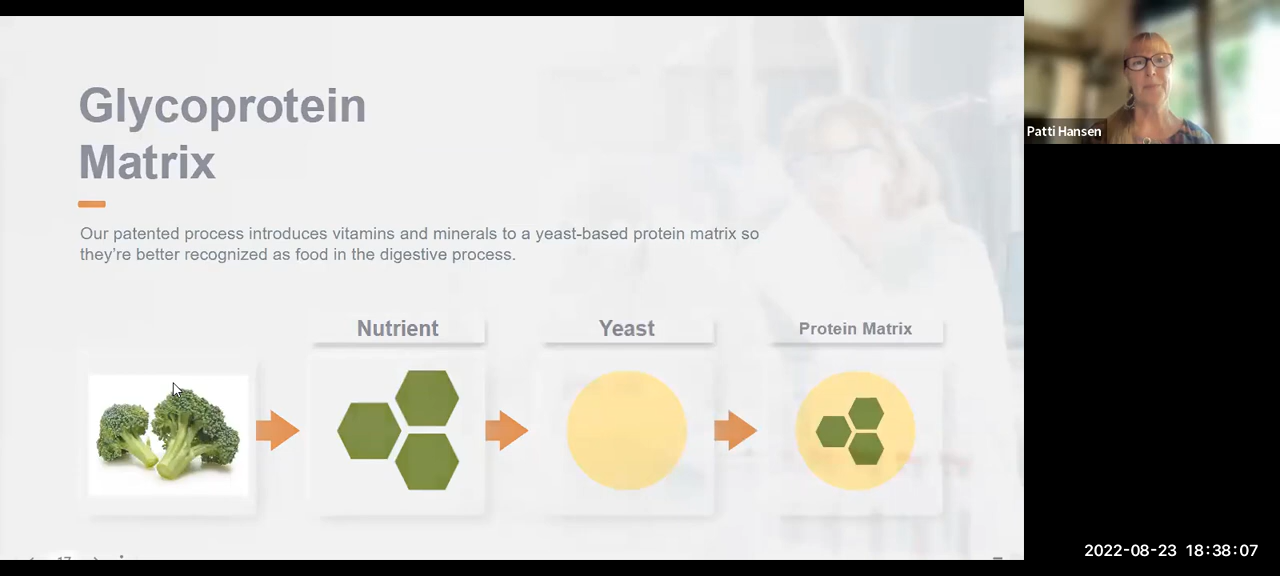 Glycoprotein
Matrix
Our patented process introduces vitamins and minerals to a yeast-based protein matrix so
they're better recognized as food in the digestive process.
Nutrient
Yeast
Protein Matrix
Patti Hansen
2022-08-23 18:38:07